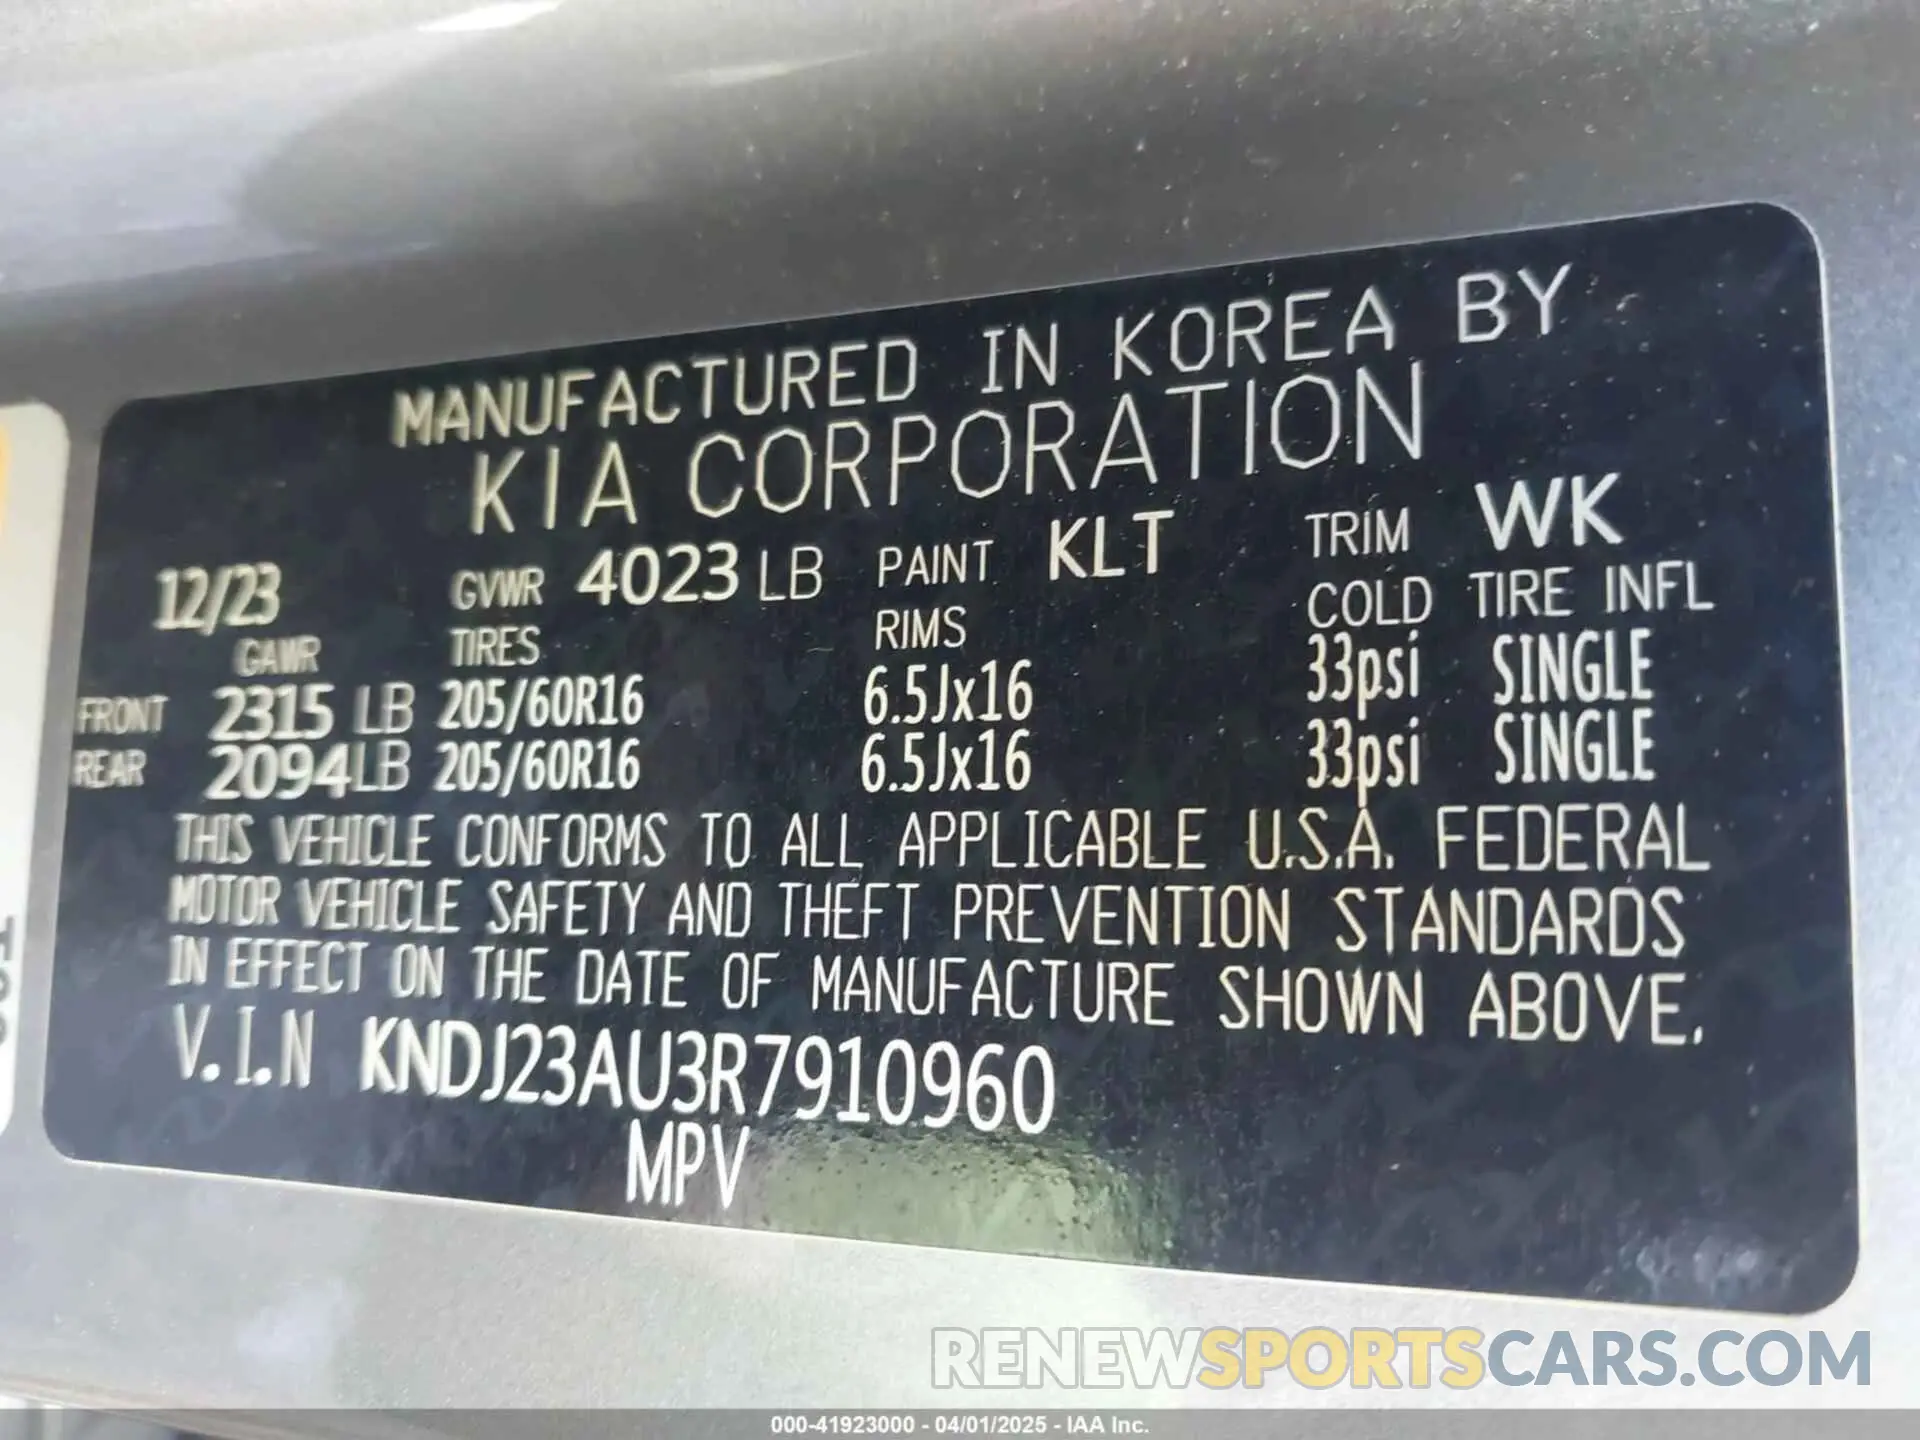 MANUFACTURED IN KOREA BY
KIA CORPORATION
12/23 GVWR 4023 LB PAINT KLT TRIM WK
GAWR TIRES RIMS COLD TIRE INFL
FRONT 2315 LB 205/60R16 6.5Jx16 33psi SINGLE
REAR 2094LB 205/60R16 6.5Jx16 33psi SINGLE
THIS VEHICLE CONFORMS TO ALL APPLICABLE U.S.A. FEDERAL
MOTOR VEHICLE SAFETY AND THEFT PREVENTION STANDARDS
IN EFFECT ON THE DATE OF MANUFACTURE SHOWN ABOVE.
V.I.N KNDJ23AU3R7910960
MPV
RENEWSPORTSCARS.COM
000-41923000 - 04/01/2025 - IAA Inc.